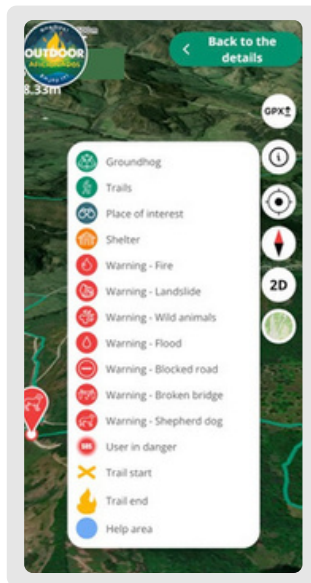 OUTDOOR
AFICIONADOS
Back to the
details
8.33m
GPX
i
Groundhog
Trails
Place of interest
Shelter
Warning - Fire
Warning - Landslide
2D
Warning - Wild animals
Warning - Flood
Warning - Blocked road
Warning - Broken bridge
Warning - Shepherd dog
SOS
User in danger
Trail start
Trail end
Help area